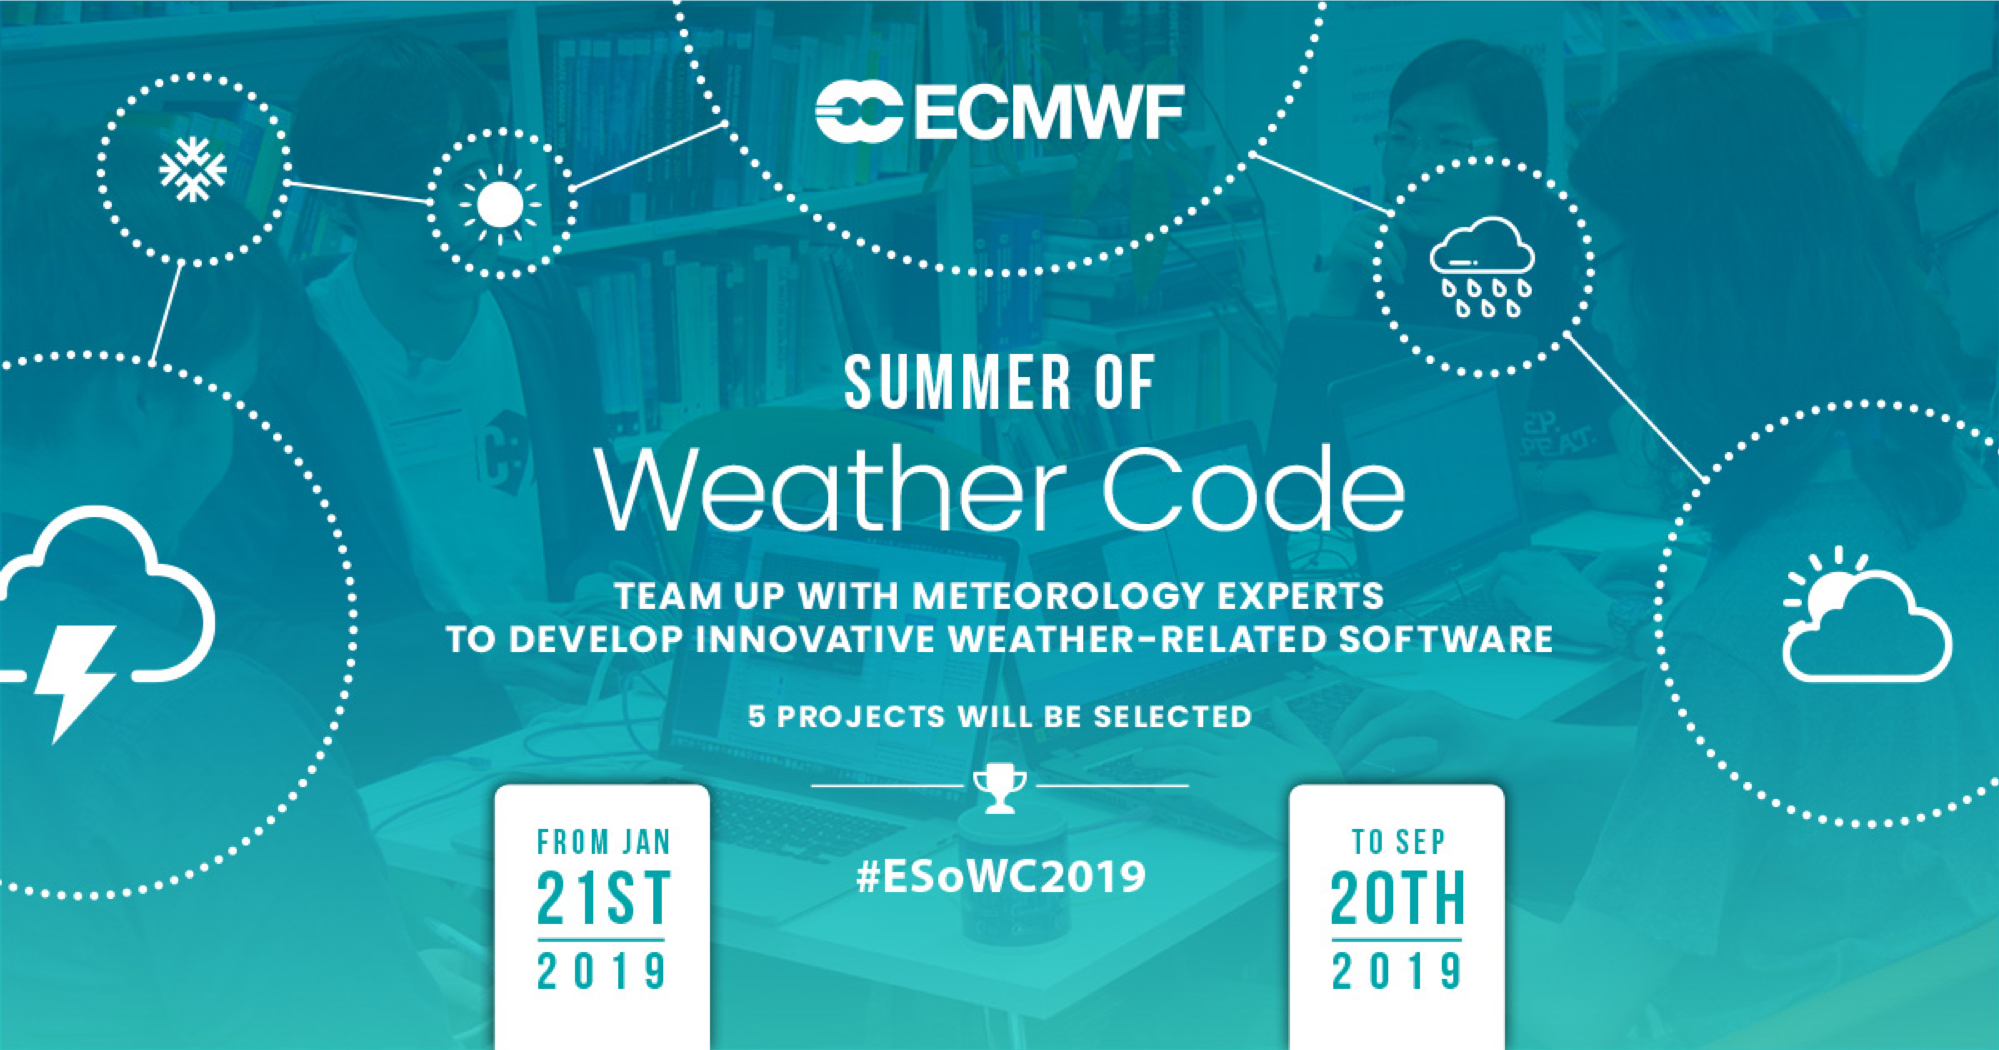 ECMWF
SUMMER OF
Weather Code
TEAM UP WITH METEOROLOGY EXPERTS
TO DEVELOP INNOVATIVE WEATHER-RELATED SOFTWARE
5 PROJECTS WILL BE SELECTED
FROM JAN
21ST
2019
#ESoWC2019
TO SEP
20TH
2019